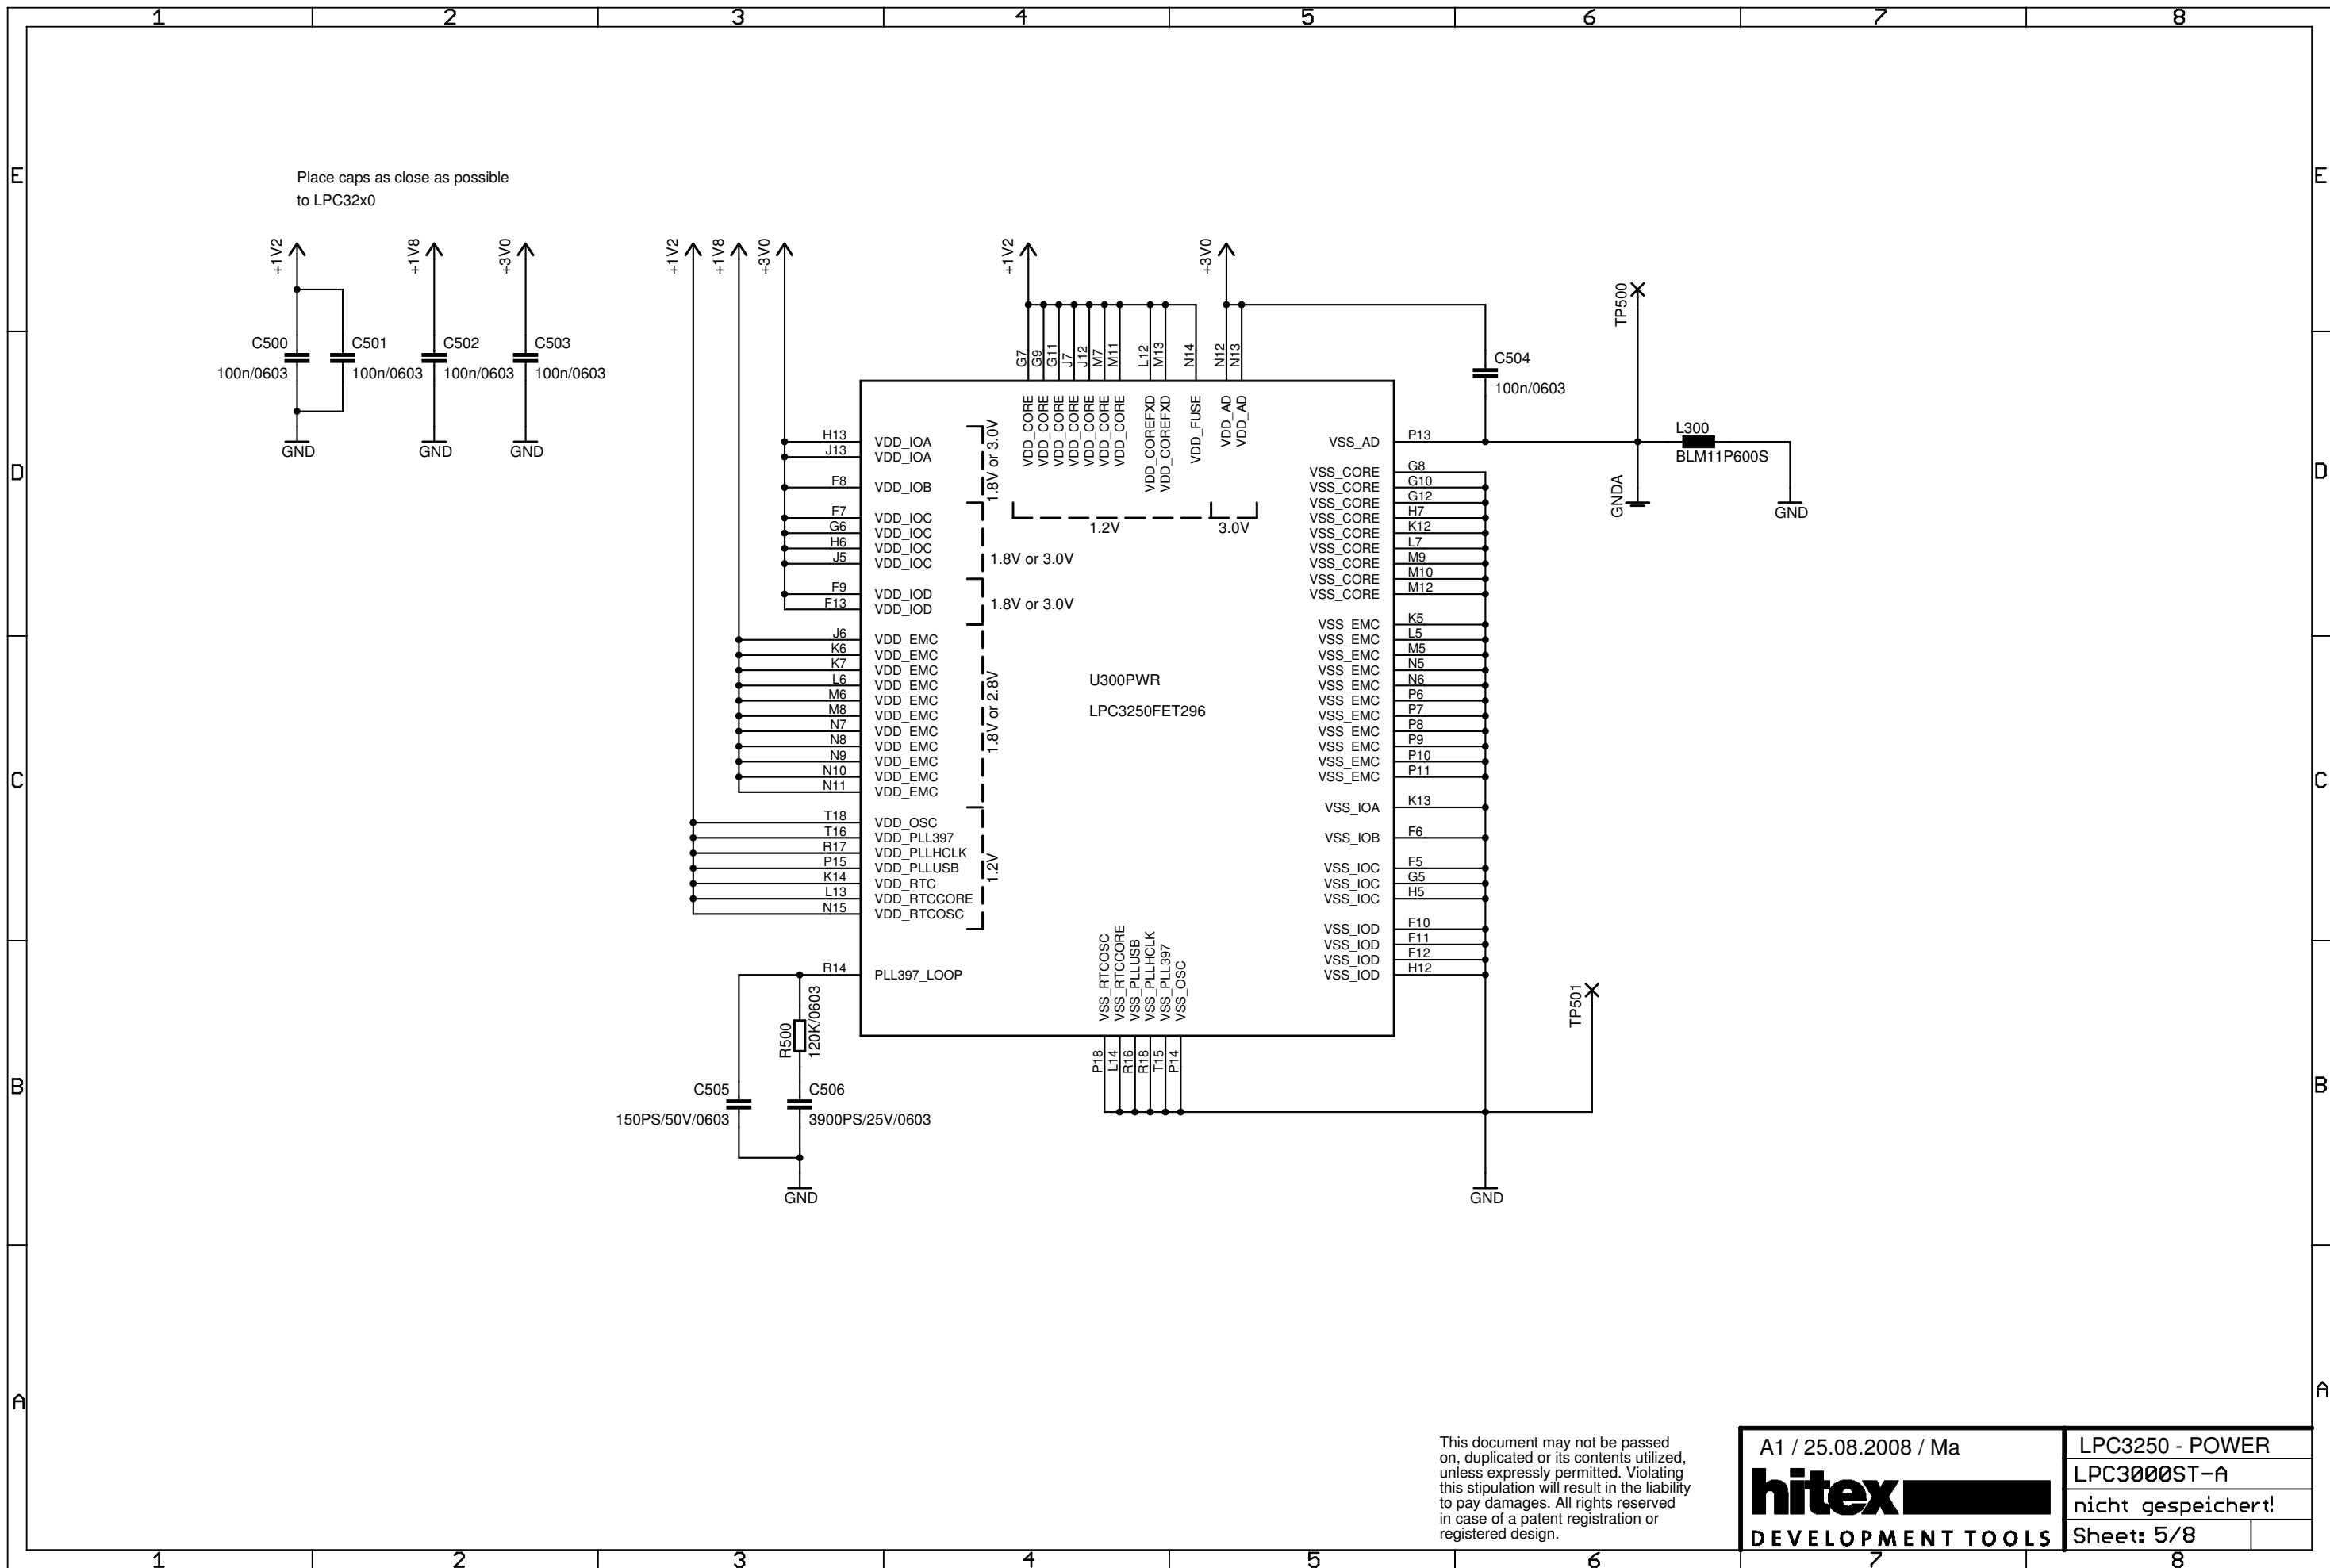 1 2 3 4 5 6 7 8
E E
Place caps as close as possible
to LPC32x0
+1V2
+1V8
+3V0
C500
100n/0603
C501
100n/0603
C502
100n/0603
C503
100n/0603
GND
GND
GND
+1V2
+1V8
+3V0
+1V2
+3V0
TP500
G7
G9
G11
J7
J12
M7
M11
L12
M13
N14
N12
N13
VDD_CORE
VDD_CORE
VDD_CORE
VDD_CORE
VDD_CORE
VDD_CORE
VDD_CORE
VDD_COREFXD
VDD_COREFXD
VDD_FUSE
VDD_AD
VDD_AD
1.2V
3.0V
C504
100n/0603
D D
H13 VDD_IOA
J13 VDD_IOA
F8 VDD_IOB
1.8V or 3.0V
F7 VDD_IOC
G6 VDD_IOC
H6 VDD_IOC
J5 VDD_IOC
1.8V or 3.0V
F9 VDD_IOD
F13 VDD_IOD
1.8V or 3.0V
J6 VDD_EMC
K6 VDD_EMC
K7 VDD_EMC
L6 VDD_EMC
M6 VDD_EMC
M8 VDD_EMC
N7 VDD_EMC
N8 VDD_EMC
N9 VDD_EMC
N10 VDD_EMC
N11 VDD_EMC
1.8V or 2.8V
T18 VDD_OSC
T16 VDD_PLL397
R17 VDD_PLLHCLK
P15 VDD_PLLUSB
K14 VDD_RTC
L13 VDD_RTCCORE
N15 VDD_RTCOSC
1.2V
R14 PLL397_LOOP
U300PWR
LPC3250FET296
VSS_AD P13
VSS_CORE G8
VSS_CORE G10
VSS_CORE G12
VSS_CORE H7
VSS_CORE K12
VSS_CORE L7
VSS_CORE M9
VSS_CORE M10
VSS_CORE M12
VSS_EMC K5
VSS_EMC L5
VSS_EMC M5
VSS_EMC N5
VSS_EMC N6
VSS_EMC P6
VSS_EMC P7
VSS_EMC P8
VSS_EMC P9
VSS_EMC P10
VSS_EMC P11
VSS_IOA K13
VSS_IOB F6
VSS_IOC F5
VSS_IOC G5
VSS_IOC H5
VSS_IOD F10
VSS_IOD F11
VSS_IOD F12
VSS_IOD H12
L300
BLM11P600S
GNDA
GND
C C
VSS_RTCOSC
VSS_RTCCORE
VSS_PLLUSB
VSS_PLLHCLK
VSS_PLL397
VSS_OSC
P18
L14
R16
R18
T15
P14
TP501
R500
120K/0603
B B
C505
150PS/50V/0603
C506
3900PS/25V/0603
GND
GND
A A
This document may not be passed
on, duplicated or its contents utilized,
unless expressly permitted. Violating
this stipulation will result in the liability
to pay damages. All rights reserved
in case of a patent registration or
registered design.
A1 / 25.08.2008 / Ma
hitex
DEVELOPMENT TOOLS
LPC3250 - POWER
LPC3000ST-A
nicht gespeichert!
Sheet: 5/8
1 2 3 4 5 6 7 8